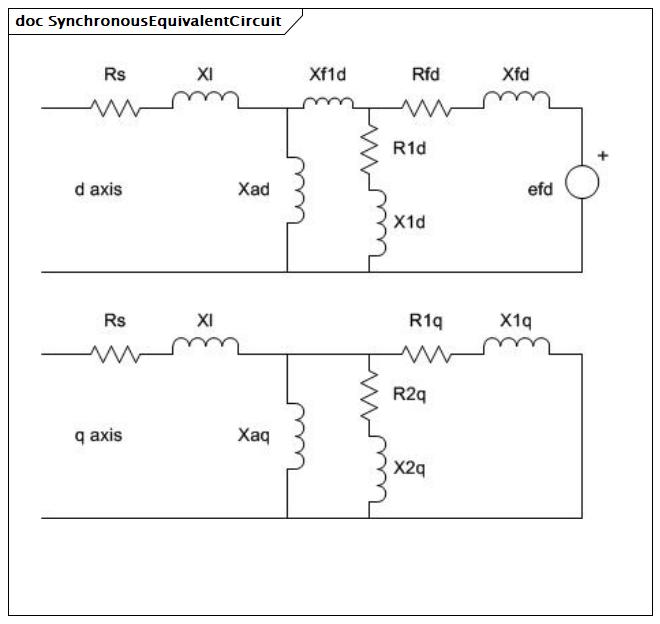 doc SynchronousEquivalentCircuit
Rs Xl Xf1d Rfd Xfd
R1d
+
d axis Xad efd
X1d
Rs Xl R1q X1q
R2q
q axis Xaq
X2q